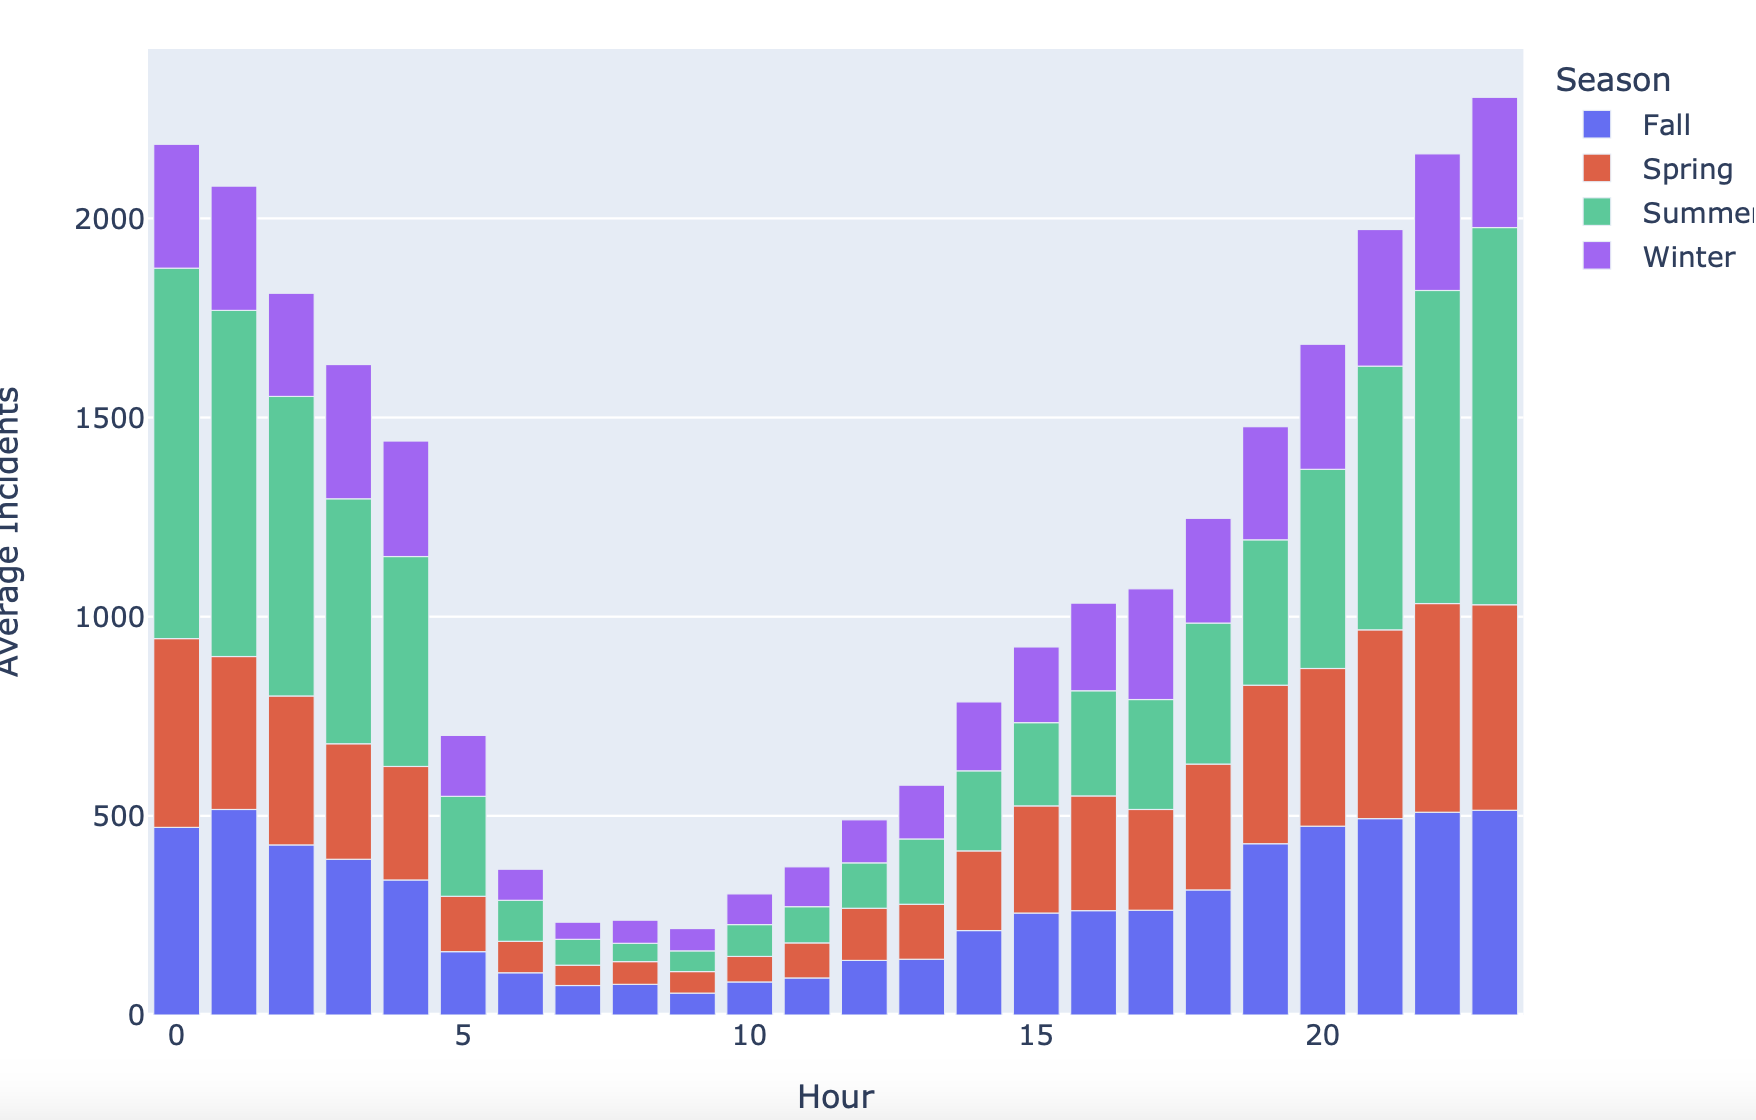 Season
Fall
Spring
Summer
Winter
2000
1500
1000
500
0
Average Incidents
0 5 10 15 20
Hour